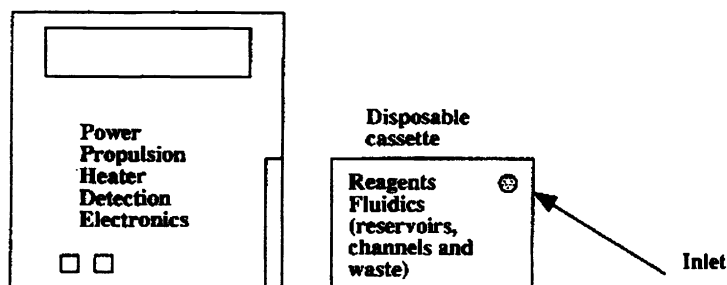 Power
Propulsion
Heater
Detection
Electronics
Disposable
cassette
Reagents
Fluidics
(reservoirs,
channels and
waste)
Inlet